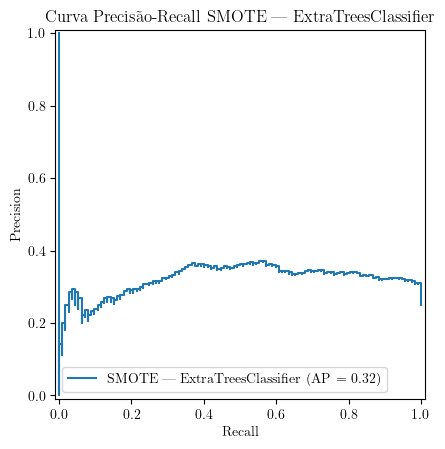 Curva Precisão-Recall SMOTE — ExtraTreesClassifier
1.0
0.8
0.6
0.4
0.2
0.0
Precision
SMOTE — ExtraTreesClassifier (AP = 0.32)
0.0 0.2 0.4 0.6 0.8 1.0
Recall